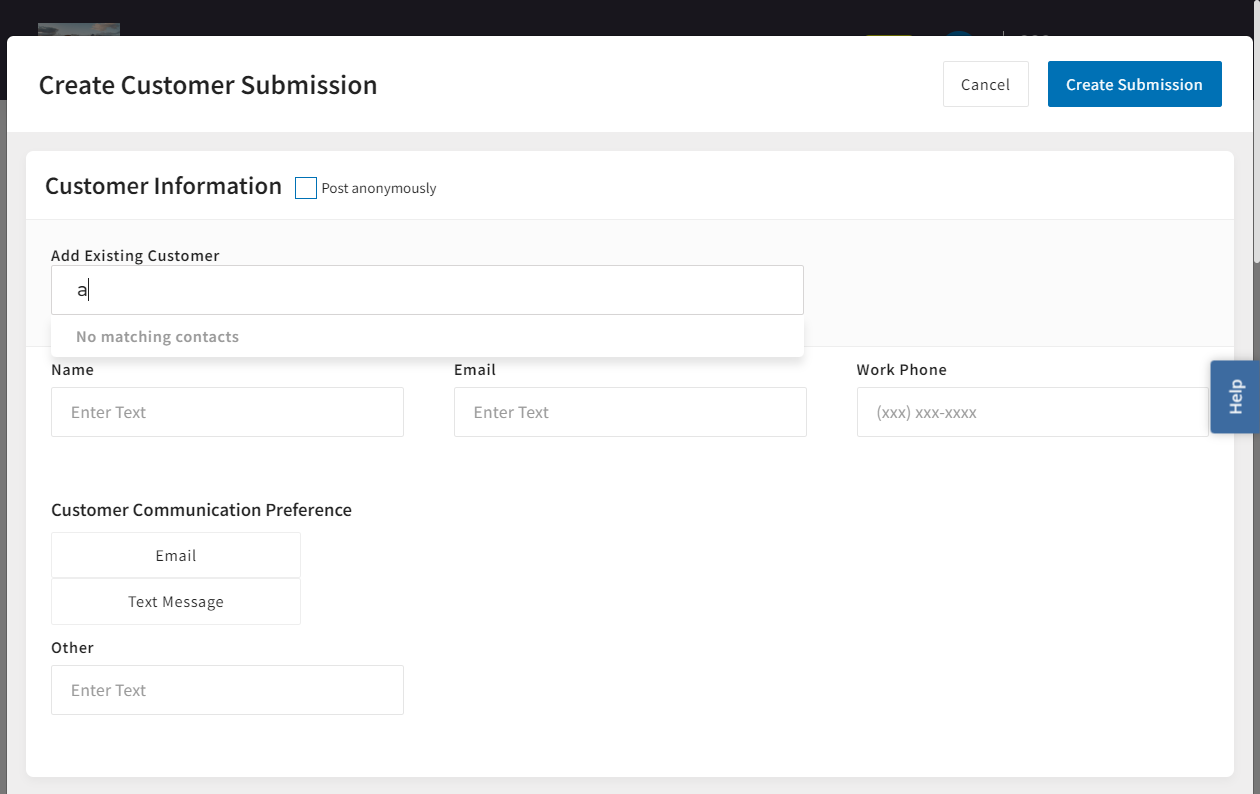 Create Customer Submission
Cancel
Create Submission
Customer Information
Post anonymously
Add Existing Customer
a
No matching contacts
Name
Email
Work Phone
Enter Text
Enter Text
(xxx) xxx-xxxx
Help
Customer Communication Preference
Email
Text Message
Other
Enter Text